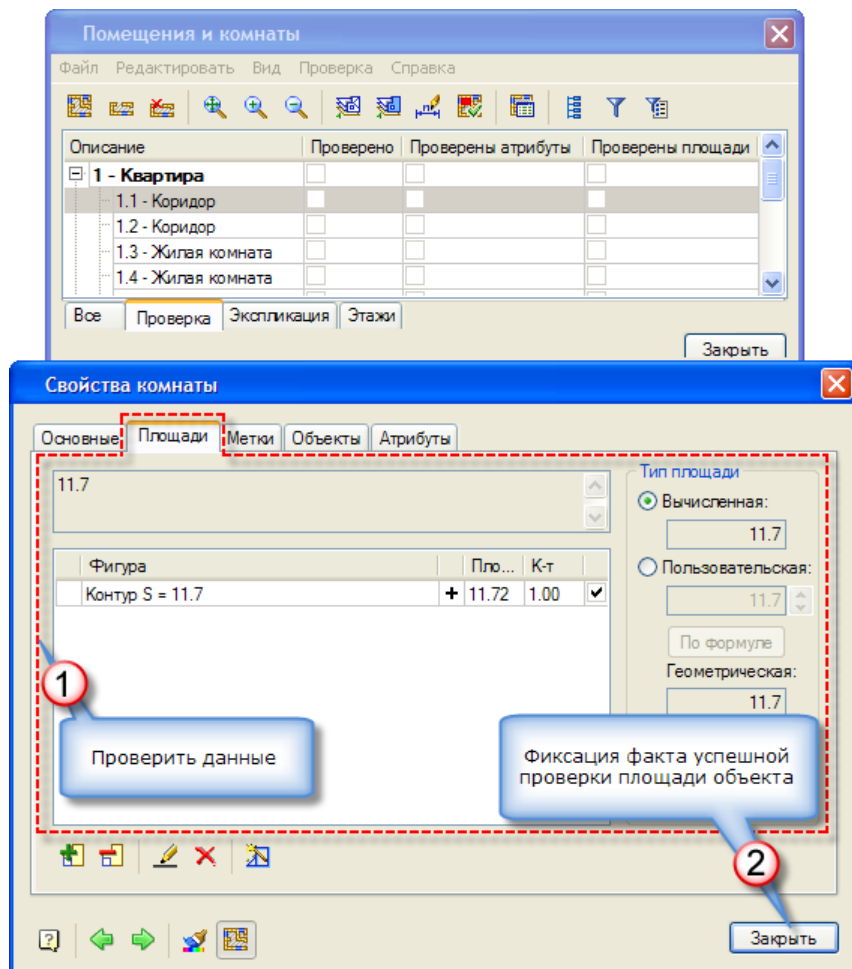 Помещения и комнаты
Файл Редактировать Вид Проверка Справка
Описание Проверено Проверены атрибуты Проверены площади
1 - Квартира
1.1 - Коридор
1.2 - Коридор
1.3 - Жилая комната
1.4 - Жилая комната
Все Проверка Экспликация Этажи
Закрыть
Свойства комнаты
Основные Площади Метки Объекты Атрибуты
11.7
Тип площади
Вычисленная:
11.7
Фигура Пло... К-т
Пользовательская:
Контур S = 11.7 + 11.72 1.00
11.7
По формуле
Геометрическая:
11.7
1
Проверить данные
Фиксация факта успешной
проверки площади объекта
2
Закрыть